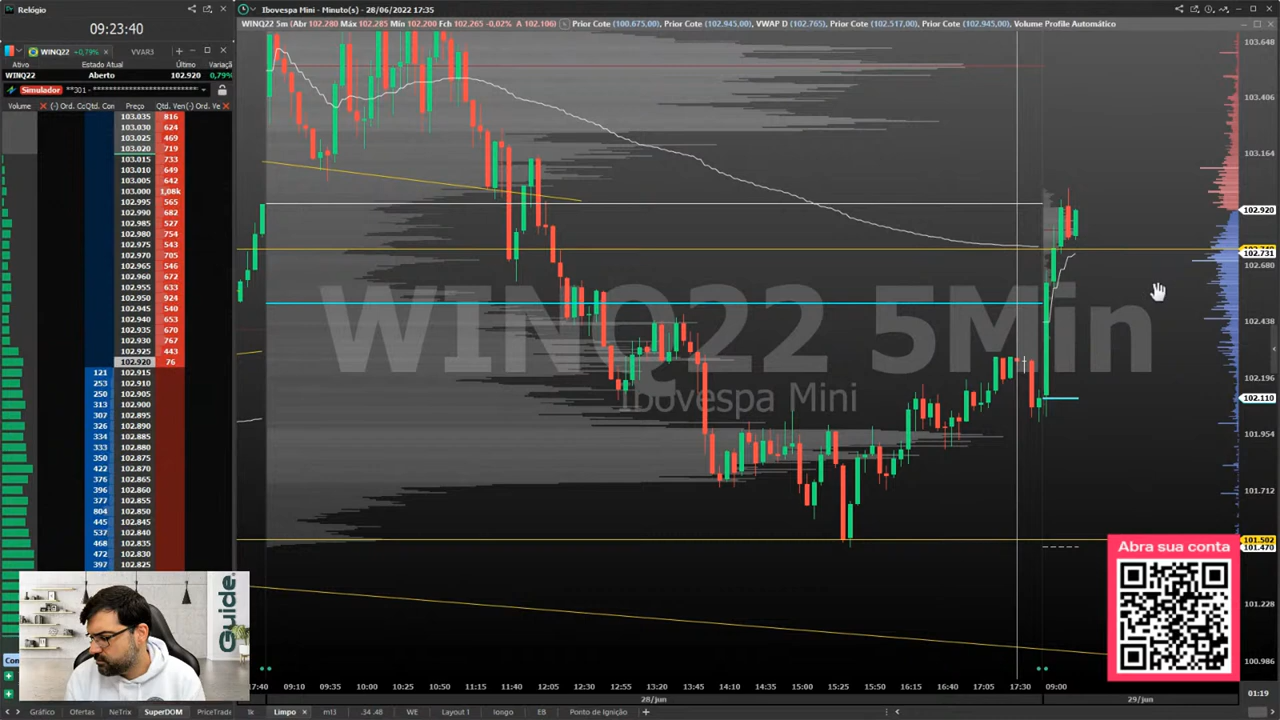 Relógio
09:23:40
WINQ22 +0,79%
VVAR3
Ativo Estado Atual Último Variaçã
WINQ22 Aberto 102.920 0,79%
Simulador
Volume (-) Ord. Co Qtd. Con Preço Qtd. Ven (-) Ord. Ve
103.035 816
103.030 624
103.025 469
103.020 719
103.015 733
103.010 649
103.005 642
103.000 1,08k
102.995 565
102.990 682
102.985 527
102.980 754
102.975 543
102.970 705
102.965 546
102.960 672
102.955 633
102.950 924
102.945 540
102.940 653
102.935 670
102.930 667
102.925 443
102.920 76
121 102.915
253 102.910
250 102.905
313 102.900
307 102.895
326 102.890
334 102.885
350 102.880
458 102.875
422 102.870
376 102.865
396 102.860
377 102.855
804 102.850
445 102.845
537 102.840
468 102.835
472 102.830
397 102.825
Guide.
Ibovespa Mini - Minuto(s) - 28/06/2022 17:35
WINQ22 5m (Abr 102.280 Máx 102.285 Mín 102.200 Fch 102.265 -0,02% A 102.106)
Prior Cote (100.675,00), Prior Cote (102.945,00), VWAP D (102.765), Prior Cote (102.517,00), Prior Cote (102.945,00), Volume Profile Automático
WINQ22 5Min
Ibovespa Mini
103.648
103.406
103.164
102.920
102.731
102.680
102.438
102.196
102.110
101.954
101.712
101.502
101.470
101.228
100.986
Abra sua conta
17:40 09:10 09:35 10:00 10:25 10:50 11:15 11:40 12:05 12:30 12:55 13:20 13:45 14:10 14:35 15:00 15:25 15:50 16:15 16:40 17:05 17:30 09:00
01:19
28/jun
29/jun
Gráfico Ofertas NeTrix SuperDOM PriceTrade
Limpo ml3 .34 .48 WE Layout 1 longo EB Ponto de Ignição